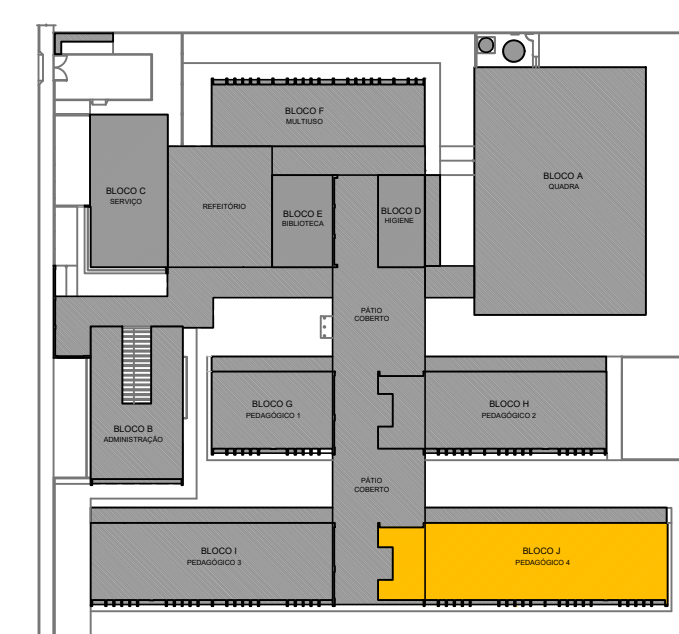 BLOCO F
MULTIUSO
BLOCO A
QUADRA
BLOCO C
SERVIÇO
REFEITÓRIO
BLOCO E
BIBLIOTECA
BLOCO D
HIGIENE
PÁTIO
COBERTO
BLOCO G
PEDAGÓGICO 1
BLOCO H
PEDAGÓGICO 2
BLOCO B
ADMINISTRAÇÃO
PÁTIO
COBERTO
BLOCO I
PEDAGÓGICO 3
BLOCO J
PEDAGÓGICO 4